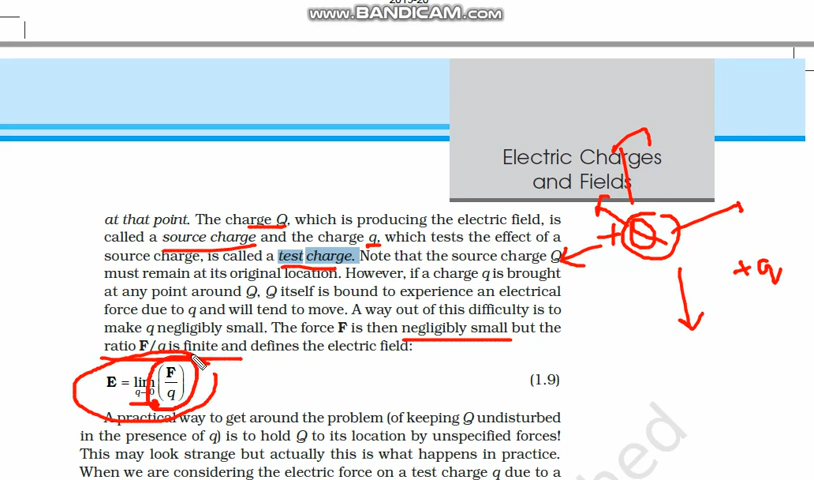 2019-20
www.BANDICAM.com
Electric Charges
and Fields
at that point. The charge Q, which is producing the electric field, is
called a source charge and the charge q, which tests the effect of a
source charge, is called a test charge. Note that the source charge Q
must remain at its original location. However, if a charge q is brought
at any point around Q, Q itself is bound to experience an electrical
force due to q and will tend to move. A way out of this difficulty is to
make q negligibly small. The force F is then negligibly small but the
ratio F/q is finite and defines the electric field:
E = lim q→0 (F/q) (1.9)
A practical way to get around the problem (of keeping Q undisturbed
in the presence of q) is to hold Q to its location by unspecified forces!
This may look strange but actually this is what happens in practice.
When we are considering the electric force on a test charge q due to a
+
+q